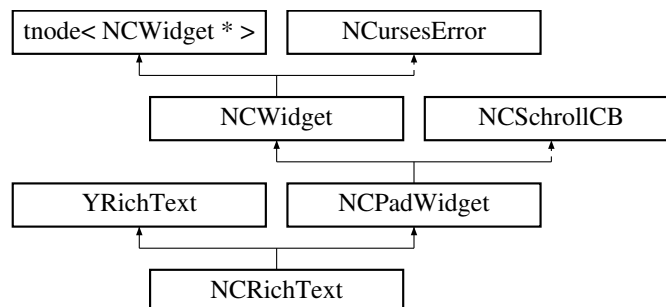 tnode< NCWidget * >
NCursesError
NCWidget
NCSchrollCB
YRichText
NCPadWidget
NCRichText